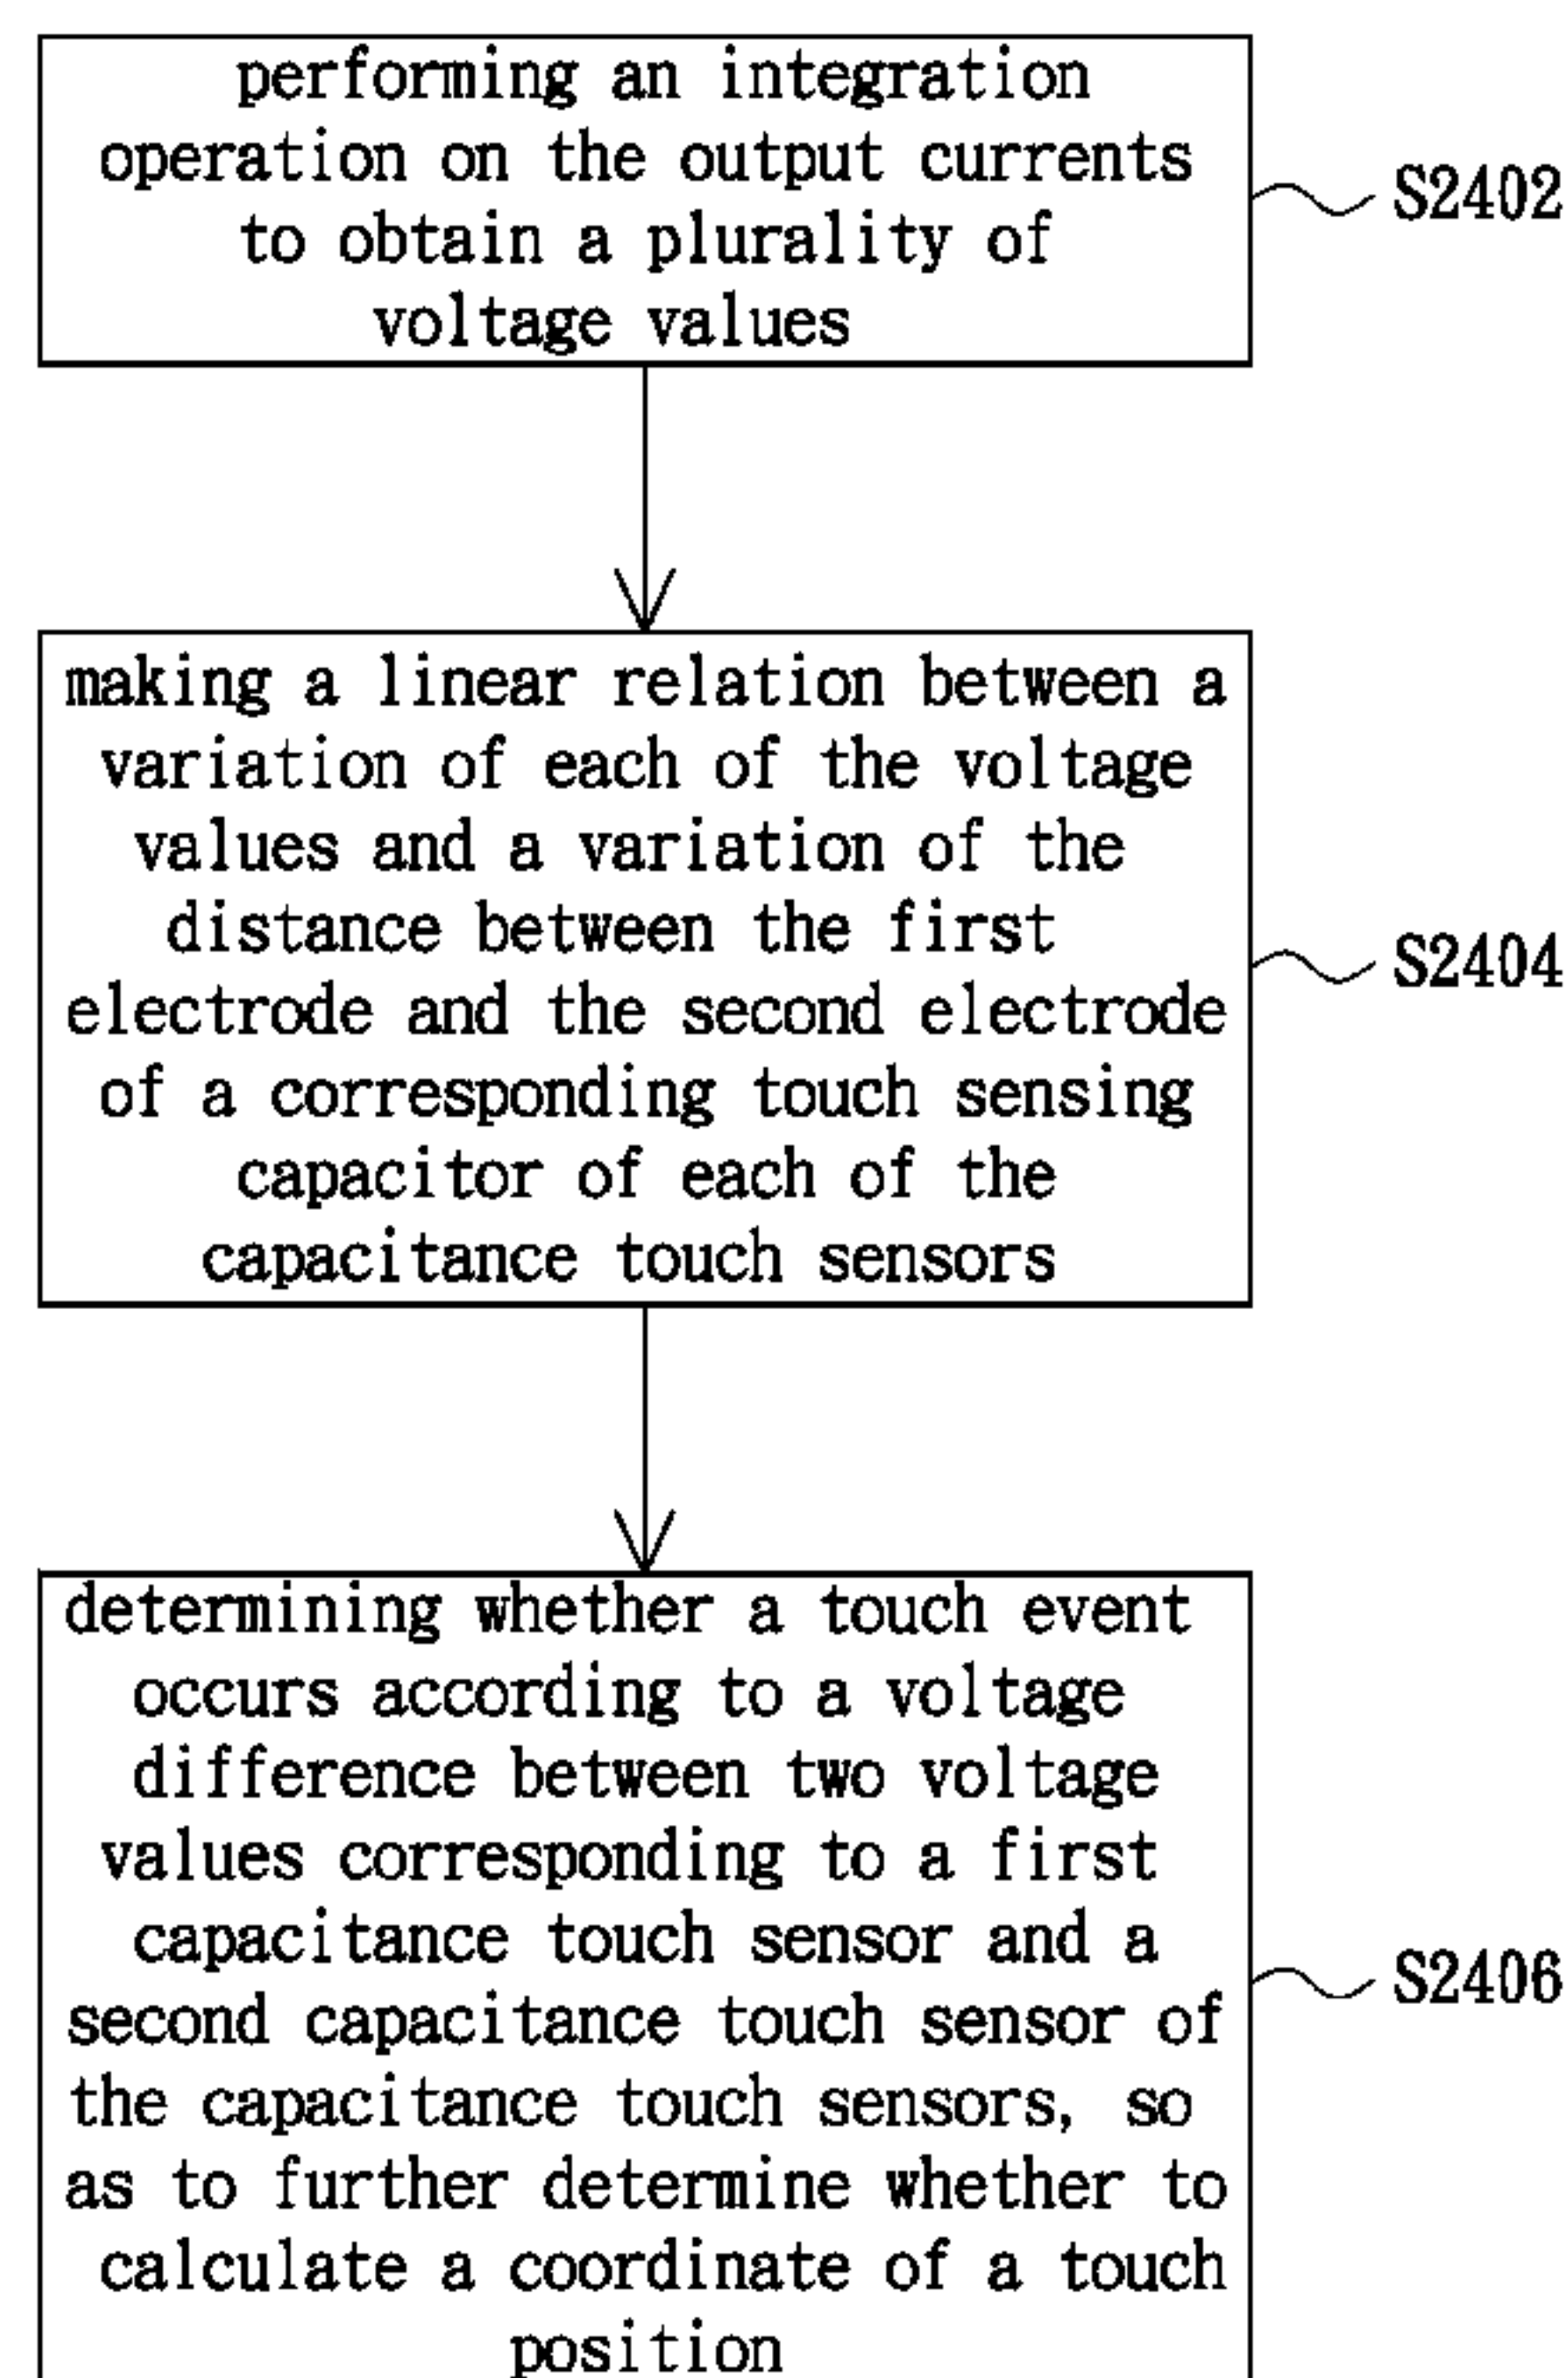 performing an integration
operation on the output currents
to obtain a plurality of
voltage values
S2402
making a linear relation between a
variation of each of the voltage
values and a variation of the
distance between the first
electrode and the second electrode
of a corresponding touch sensing
capacitor of each of the
capacitance touch sensors
S2404
determining whether a touch event
occurs according to a voltage
difference between two voltage
values corresponding to a first
capacitance touch sensor and a
second capacitance touch sensor of
the capacitance touch sensors, so
as to further determine whether to
calculate a coordinate of a touch
position
S2406